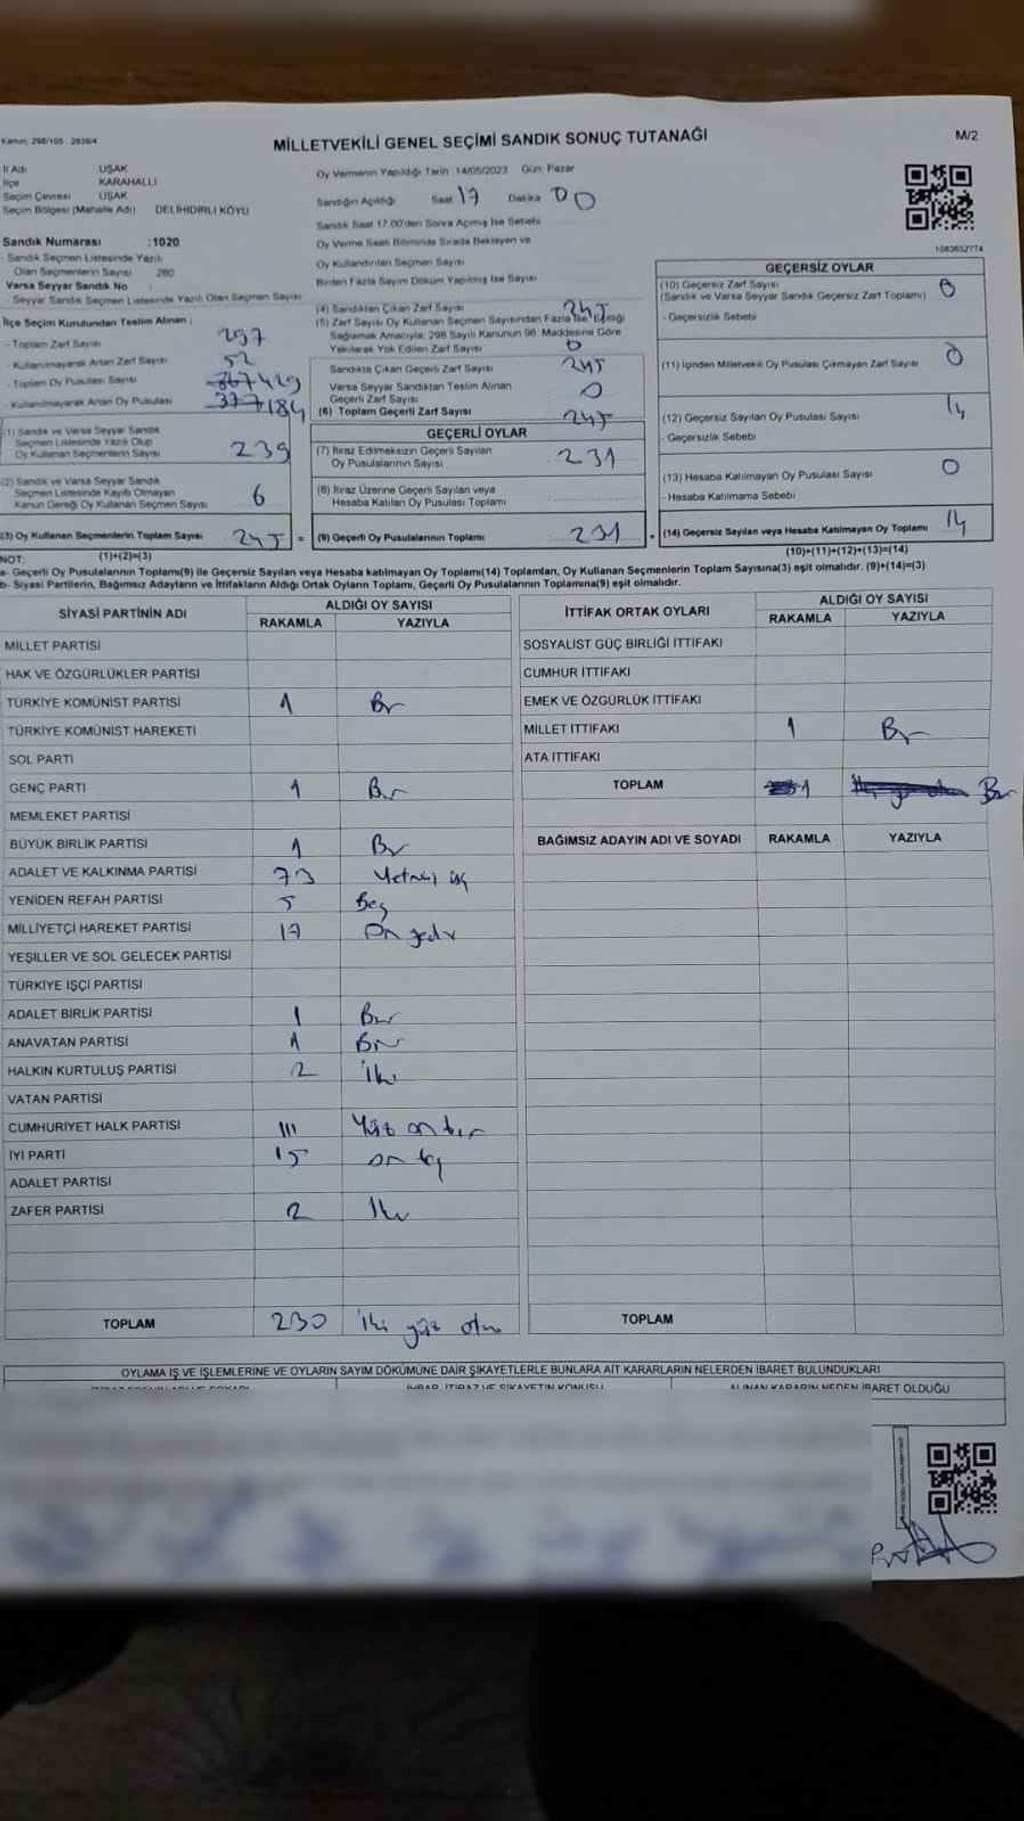 Kanun: 298/105 : 2839/4
MİLLETVEKİLİ GENEL SEÇİMİ SANDIK SONUÇ TUTANAĞI
M/2
İl Adı : UŞAK
İlçe : KARAHALLI
Seçim Çevresi : UŞAK
Seçim Bölgesi (Mahalle Adı) : DELİHIDIRLI KÖYÜ
Sandık Numarası : 1020
Sandık Seçmen Listesinde Yazılı
Olan Seçmenlerin Sayısı : 260
Varsa Seyyar Sandık No
Seyyar Sandık Seçmen Listesinde Yazılı Olan Seçmen Sayısı
İlçe Seçim Kurulundan Teslim Alınan :
- Toplam Zarf Sayısı 297
- Kullanılmayarak Artan Zarf Sayısı 52
- Toplam Oy Pusulası Sayısı 429
- Kullanılmayarak Artan Oy Pusulası 184
(1) Sandık ve Varsa Seyyar Sandık
Seçmen Listesinde Yazılı Olup
Oy Kullanan Seçmenlerin Sayısı 239
(2) Sandık ve Varsa Seyyar Sandık
Seçmen Listesinde Kayıtlı Olmayan
Kanun Gereği Oy Kullanan Seçmen Sayısı 6
(3) Oy Kullanan Seçmenlerin Toplam Sayısı 245 =
(1)+(2)=(3)
Oy Vermenin Yapıldığı Tarih : 14/05/2023 Gün: Pazar
Sandığın Açıldığı Saat 17 Dakika 00
Sandık Saat 17.00'den Sonra Açılmış İse Sebebi
Oy Verme Saati Bitiminde Sırada Bekleyen ve
Oy Kullandırılan Seçmen Sayısı
Birden Fazla Sayım Döküm Yapılmış İse Sayısı
(4) Sandıktan Çıkan Zarf Sayısı 245
(5) Zarf Sayısı Oy Kullanan Seçmen Sayısından Fazla İse Eşitliği
Sağlamak Amacıyla; 298 Sayılı Kanunun 98. Maddesine Göre
Yakılarak Yok Edilen Zarf Sayısı 0
Sandıkta Çıkan Geçerli Zarf Sayısı 245
Varsa Seyyar Sandıktan Teslim Alınan
Geçerli Zarf Sayısı 0
(6) Toplam Geçerli Zarf Sayısı 245
GEÇERLİ OYLAR
(7) İtiraz Edilmeksizin Geçerli Sayılan
Oy Pusulalarının Sayısı 231
(8) İtiraz Üzerine Geçerli Sayılan veya
Hesaba Katılan Oy Pusulası Toplamı
(9) Geçerli Oy Pusulalarının Toplamı 231 +
1083632774
GEÇERSİZ OYLAR
(10) Geçersiz Zarf Sayısı
(Sandık ve Varsa Seyyar Sandık Geçersiz Zarf Toplamı) 0
- Geçersizlik Sebebi
(11) İçinden Milletvekili Oy Pusulası Çıkmayan Zarf Sayısı 0
(12) Geçersiz Sayılan Oy Pusulası Sayısı 14
- Geçersizlik Sebebi
(13) Hesaba Katılmayan Oy Pusulası Sayısı 0
- Hesaba Katılmama Sebebi
(14) Geçersiz Sayılan veya Hesaba Katılmayan Oy Toplamı 14
(10)+(11)+(12)+(13)=(14)
NOT:
a- Geçerli Oy Pusulalarının Toplamı(9) ile Geçersiz Sayılan veya Hesaba katılmayan Oy Toplamı(14) Toplamları, Oy Kullanan Seçmenlerin Toplam Sayısına(3) eşit olmalıdır. (9)+(14)=(3)
b- Siyasi Partilerin, Bağımsız Adayların ve İttifakların Aldığı Ortak Oyların Toplamı, Geçerli Oy Pusulalarının Toplamına(9) eşit olmalıdır.
SİYASİ PARTİNİN ADI ALDIĞI OY SAYISI
RAKAMLA YAZIYLA
MİLLET PARTİSİ
HAK VE ÖZGÜRLÜKLER PARTİSİ
TÜRKİYE KOMÜNİST PARTİSİ 1 Bir
TÜRKİYE KOMÜNİST HAREKETİ
SOL PARTİ
GENÇ PARTİ 1 Bir
MEMLEKET PARTİSİ
BÜYÜK BİRLİK PARTİSİ 1 Bir
ADALET VE KALKINMA PARTİSİ 73 Yetmiş üç
YENİDEN REFAH PARTİSİ 5 Beş
MİLLİYETÇİ HAREKET PARTİSİ 17 On yedi
YEŞİLLER VE SOL GELECEK PARTİSİ
TÜRKİYE İŞÇİ PARTİSİ
ADALET BİRLİK PARTİSİ 1 Bir
ANAVATAN PARTİSİ 1 Bir
HALKIN KURTULUŞ PARTİSİ 2 İki
VATAN PARTİSİ
CUMHURİYET HALK PARTİSİ 111 Yüz on bir
İYİ PARTİ 15 on beş
ADALET PARTİSİ
ZAFER PARTİSİ 2 İki
TOPLAM 230 İki yüz otuz
İTTİFAK ORTAK OYLARI ALDIĞI OY SAYISI
RAKAMLA YAZIYLA
SOSYALİST GÜÇ BİRLİĞİ İTTİFAKI
CUMHUR İTTİFAKI
EMEK VE ÖZGÜRLÜK İTTİFAKI
MİLLET İTTİFAKI 1 Bir
ATA İTTİFAKI
TOPLAM 1 Bir
BAĞIMSIZ ADAYIN ADI VE SOYADI RAKAMLA YAZIYLA
TOPLAM
OYLAMA İŞ VE İŞLEMLERİNE VE OYLARIN SAYIM DÖKÜMÜNE DAİR ŞİKAYETLERLE BUNLARA AİT KARARLARIN NELERDEN İBARET BULUNDUKLARI
İHBAR, İTİRAZ VE ŞİKAYETİN KONUSU ALINAN KARARIN NEDEN İBARET OLDUĞU